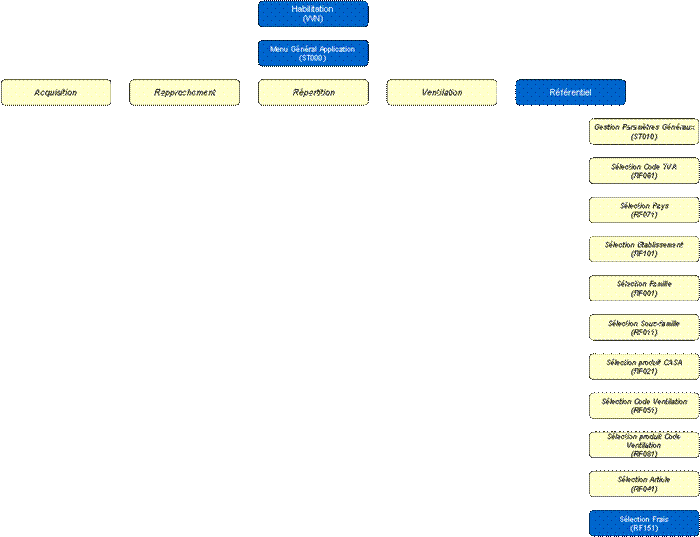 Habilitation
(WN)
Menu Général Application
(ST000)
Acquisition
Rapprochement
Répartition
Ventilation
Référentiel
Gestion Paramètres Généraux
(ST010)
Sélection Code TVA
(RF061)
Sélection Pays
(RF071)
Sélection Etablissement
(RF101)
Sélection Famille
(RF001)
Sélection Sous-famille
(RF011)
Sélection produit CASA
(RF021)
Sélection Code Ventilation
(RF051)
Sélection produit Code
Ventilation
(RF081)
Sélection Article
(RF041)
Sélection Frais
(RF151)